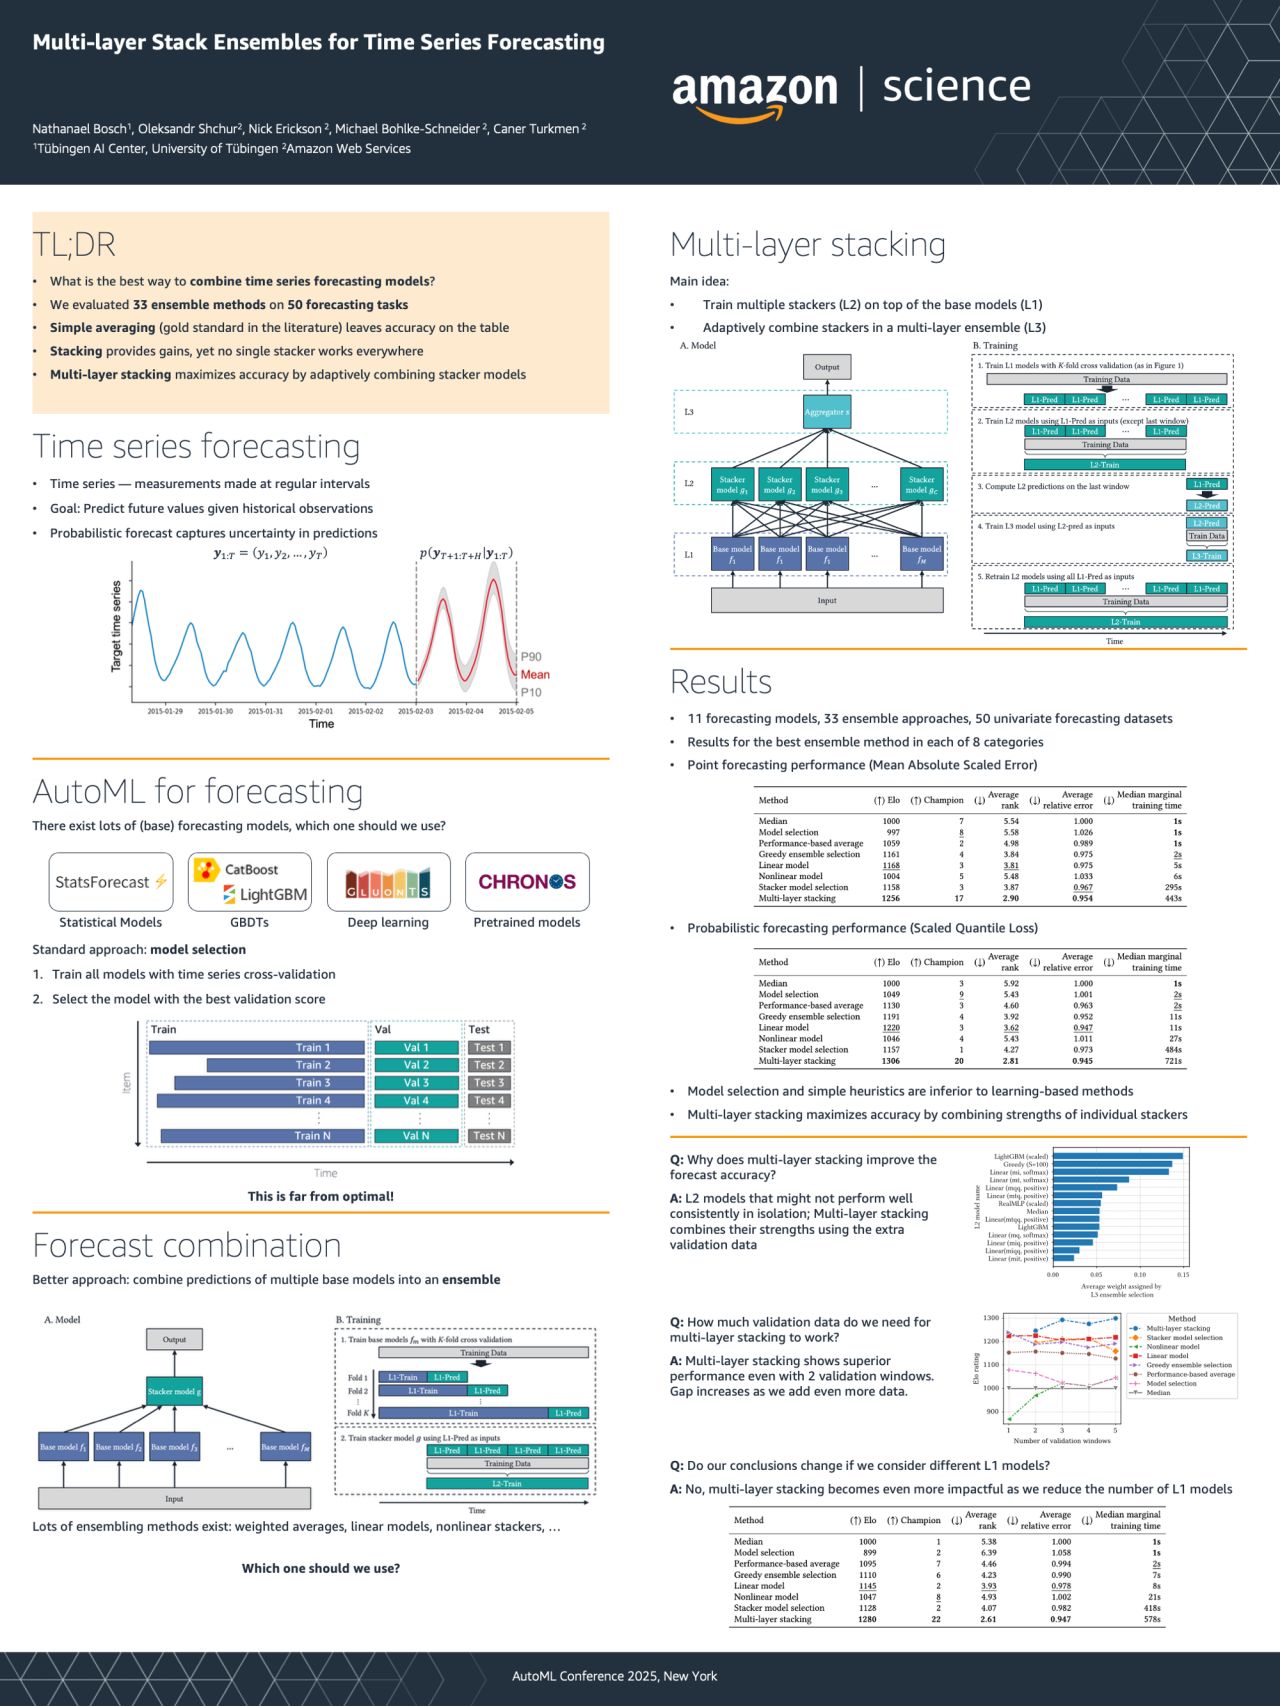 Multi-layer Stack Ensembles for Time Series Forecasting
amazon | science
Nathanael Bosch¹, Oleksandr Shchur², Nick Erickson ², Michael Bohlke-Schneider ², Caner Turkmen ²
¹Tübingen AI Center, University of Tübingen ²Amazon Web Services
TL;DR
• What is the best way to combine time series forecasting models?
• We evaluated 33 ensemble methods on 50 forecasting tasks
• Simple averaging (gold standard in the literature) leaves accuracy on the table
• Stacking provides gains, yet no single stacker works everywhere
• Multi-layer stacking maximizes accuracy by adaptively combining stacker models
Time series forecasting
• Time series — measurements made at regular intervals
• Goal: Predict future values given historical observations
• Probabilistic forecast captures uncertainty in predictions
y₁:T = (y₁, y₂, ..., yT)
p(yT+1:T+H|y₁:T)
Target time series
P90
Mean
P10
2015-01-29 2015-01-30 2015-01-31 2015-02-01 2015-02-02 2015-02-03 2015-02-04 2015-02-05
Time
AutoML for forecasting
There exist lots of (base) forecasting models, which one should we use?
StatsForecast
CatBoost
LightGBM
GLUONTS
CHRONOS
Statistical Models
GBDTs
Deep learning
Pretrained models
Standard approach: model selection
1. Train all models with time series cross-validation
2. Select the model with the best validation score
Train Val Test
Train 1 Val 1 Test 1
Train 2 Val 2 Test 2
Train 3 Val 3 Test 3
Train 4 Val 4 Test 4
Train N Val N Test N
Item
Time
This is far from optimal!
Forecast combination
Better approach: combine predictions of multiple base models into an ensemble
A. Model
Output
Stacker model g
Base model f₁ Base model f₂ Base model f₃ ... Base model fM
Input
B. Training
1. Train base models fm with K-fold cross validation
Training Data
Fold 1 L1-Train L1-Pred
Fold 2 L1-Train L1-Pred
Fold K L1-Train L1-Pred
2. Train stacker model g using L1-Pred as inputs
L1-Pred L1-Pred L1-Pred L1-Pred
Training Data
L2-Train
Time
Lots of ensembling methods exist: weighted averages, linear models, nonlinear stackers, ...
Which one should we use?
Multi-layer stacking
Main idea:
• Train multiple stackers (L2) on top of the base models (L1)
• Adaptively combine stackers in a multi-layer ensemble (L3)
A. Model
Output
L3 Aggregator s
L2 Stacker model g₁ Stacker model g₂ Stacker model g₃ ... Stacker model gC
L1 Base model f₁ Base model f₁ Base model f₁ ... Base model fM
Input
B. Training
1. Train L1 models with K-fold cross validation (as in Figure 1)
Training Data
L1-Pred L1-Pred ... L1-Pred L1-Pred
2. Train L2 models using L1-Pred as inputs (except last window)
L1-Pred L1-Pred ... L1-Pred
Training Data
L2-Train
3. Compute L2 predictions on the last window
L1-Pred
L2-Pred
4. Train L3 model using L2-pred as inputs
L2-Pred
Train Data
L3-Train
5. Retrain L2 models using all L1-Pred as inputs
L1-Pred L1-Pred ... L1-Pred L1-Pred
Training Data
L2-Train
Time
Results
• 11 forecasting models, 33 ensemble approaches, 50 univariate forecasting datasets
• Results for the best ensemble method in each of 8 categories
• Point forecasting performance (Mean Absolute Scaled Error)
Method (↑) Elo (↑) Champion (↓) Average rank (↓) Average relative error (↓) Median marginal training time
Median 1000 7 5.54 1.000 1s
Model selection 997 8 5.58 1.026 1s
Performance-based average 1059 2 4.98 0.989 1s
Greedy ensemble selection 1161 4 3.84 0.975 2s
Linear model 1168 3 3.81 0.975 5s
Nonlinear model 1004 5 5.48 1.033 6s
Stacker model selection 1158 3 3.87 0.967 295s
Multi-layer stacking 1256 17 2.90 0.954 443s
• Probabilistic forecasting performance (Scaled Quantile Loss)
Method (↑) Elo (↑) Champion (↓) Average rank (↓) Average relative error (↓) Median marginal training time
Median 1000 3 5.92 1.000 1s
Model selection 1049 9 5.43 1.001 2s
Performance-based average 1130 3 4.60 0.963 2s
Greedy ensemble selection 1191 4 3.92 0.952 11s
Linear model 1220 3 3.62 0.947 11s
Nonlinear model 1046 4 5.43 1.011 27s
Stacker model selection 1157 1 4.27 0.973 484s
Multi-layer stacking 1306 20 2.81 0.945 721s
• Model selection and simple heuristics are inferior to learning-based methods
• Multi-layer stacking maximizes accuracy by combining strengths of individual stackers
Q: Why does multi-layer stacking improve the
forecast accuracy?
A: L2 models that might not perform well
consistently in isolation; Multi-layer stacking
combines their strengths using the extra
validation data
L2 model name
LightGBM (scaled)
Greedy (S=100)
Linear (mi, softmax)
Linear (mt, softmax)
Linear (mqq, positive)
Linear (mtq, positive)
RealMLP (scaled)
Median
Linear(mtqq, positive)
LightGBM
Linear (mq, softmax)
Linear (miq, positive)
Linear(miqq, positive)
Linear (mit, positive)
0.00 0.05 0.10 0.15
Average weight assigned by
L3 ensemble selection
Q: How much validation data do we need for
multi-layer stacking to work?
A: Multi-layer stacking shows superior
performance even with 2 validation windows.
Gap increases as we add even more data.
Elo rating
1300
1200
1100
1000
900
1 2 3 4 5
Number of validation windows
Method
Multi-layer stacking
Stacker model selection
Nonlinear model
Linear model
Greedy ensemble selection
Performance-based average
Model selection
Median
Q: Do our conclusions change if we consider different L1 models?
A: No, multi-layer stacking becomes even more impactful as we reduce the number of L1 models
Method (↑) Elo (↑) Champion (↓) Average rank (↓) Average relative error (↓) Median marginal training time
Median 1000 1 5.38 1.000 1s
Model selection 899 2 6.39 1.058 1s
Performance-based average 1095 7 4.46 0.994 2s
Greedy ensemble selection 1110 6 4.23 0.990 7s
Linear model 1145 2 3.93 0.978 8s
Nonlinear model 1047 8 4.93 1.002 21s
Stacker model selection 1128 2 4.07 0.982 418s
Multi-layer stacking 1280 22 2.61 0.947 578s
AutoML Conference 2025, New York